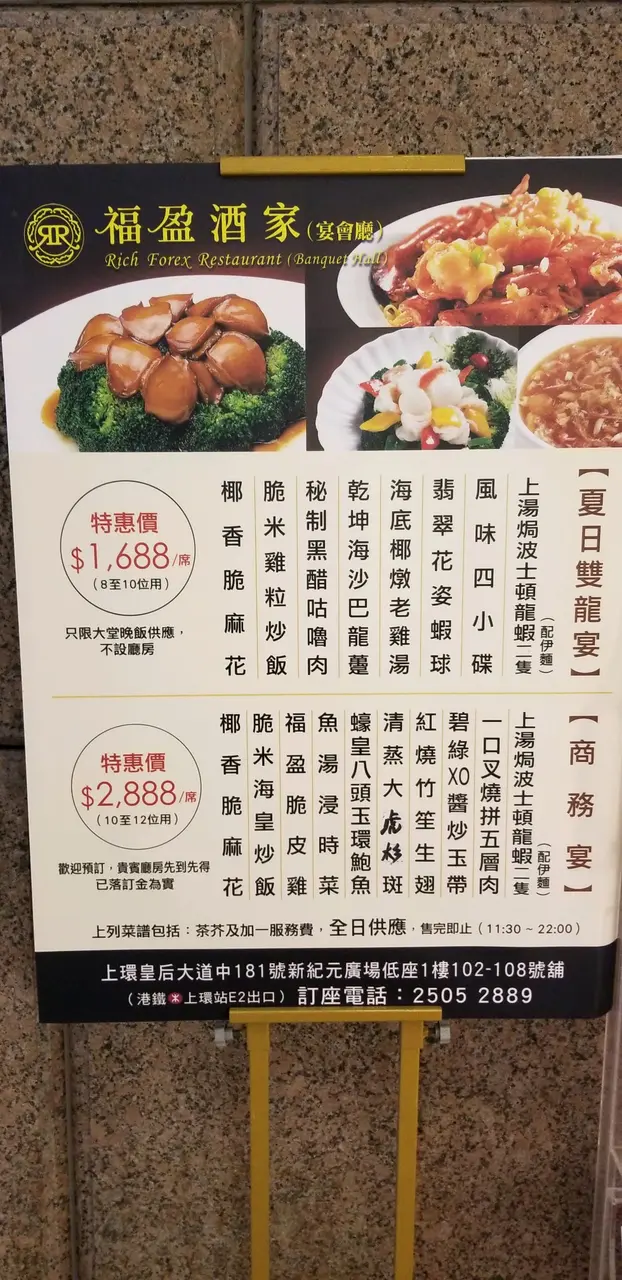 福盈酒家(宴會廳)
Rich Forex Restaurant (Banquet Hall)
【夏日雙龍宴】
上湯焗波士頓龍蝦二隻(配伊麵)
風味四小碟
翡翠花姿蝦球
海底椰燉老雞湯
乾坤海沙巴龍躉
秘制黑醋咕嚕肉
脆米雞粒炒飯
椰香脆麻花
特惠價
$1,688/席
(8至10位用)
只限大堂晚飯供應，
不設廳房
【商務宴】
上湯焗波士頓龍蝦二隻(配伊麵)
一口叉燒拼五層肉
碧綠XO醬炒玉帶
紅燒竹笙生翅
清蒸大虎杉斑
蠔皇八頭玉環鮑魚
魚湯浸時菜
福盈脆皮雞
脆米海皇炒飯
椰香脆麻花
特惠價
$2,888/席
(10至12位用)
歡迎預訂，貴賓廳房先到先得
已落訂金為實
上列菜譜包括：茶芥及加一服務費，全日供應，售完即止（11:30 ~ 22:00）
上環皇后大道中181號新紀元廣場低座1樓102-108號舖
（港鐵上環站E2出口）訂座電話：2505 2889